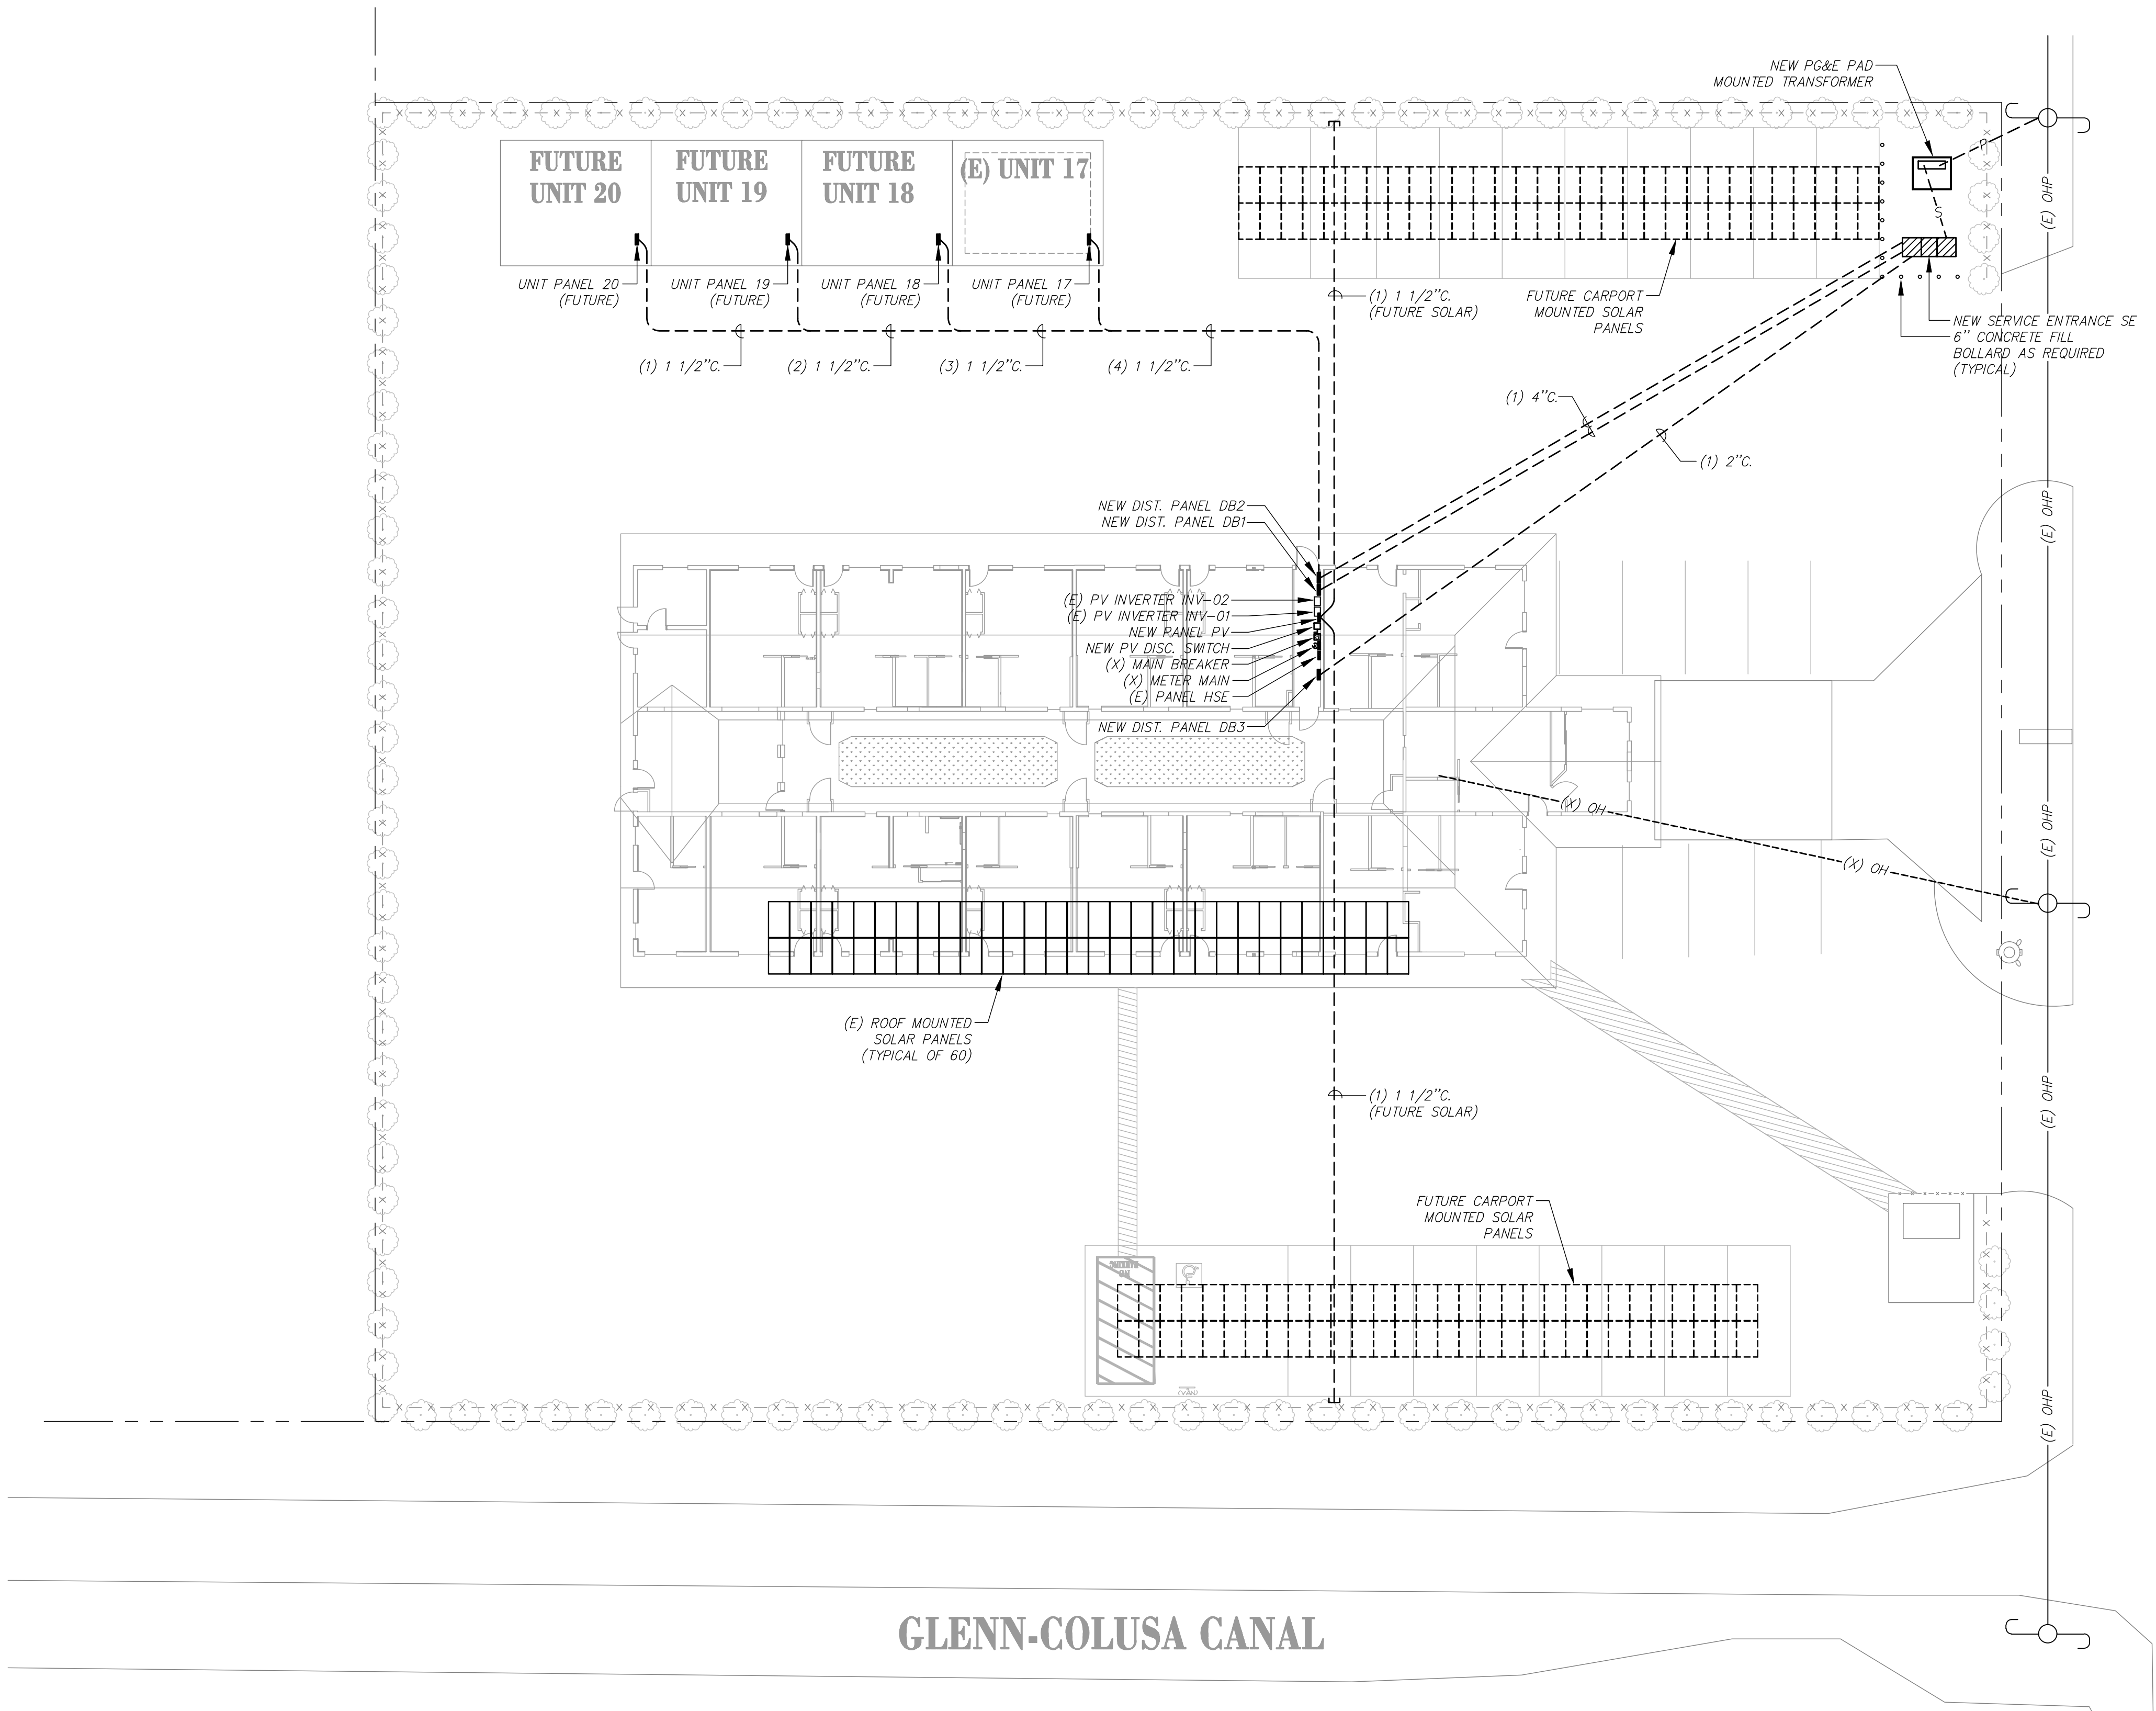 NEW PG&E PAD
MOUNTED TRANSFORMER
P
(E) OHP
FUTURE
UNIT 20
FUTURE
UNIT 19
FUTURE
UNIT 18
(E) UNIT 17
S
UNIT PANEL 20
(FUTURE)
UNIT PANEL 19
(FUTURE)
UNIT PANEL 18
(FUTURE)
UNIT PANEL 17
(FUTURE)
(1) 1 1/2"C.
(FUTURE SOLAR)
FUTURE CARPORT
MOUNTED SOLAR
PANELS
NEW SERVICE ENTRANCE SE
6" CONCRETE FILL
BOLLARD AS REQUIRED
(TYPICAL)
(1) 1 1/2"C.
(2) 1 1/2"C.
(3) 1 1/2"C.
(4) 1 1/2"C.
(1) 4"C.
(1) 2"C.
(E) OHP
NEW DIST. PANEL DB2
NEW DIST. PANEL DB1
(E) PV INVERTER INV-02
(E) PV INVERTER INV-01
NEW PANEL PV
NEW PV DISC. SWITCH
(X) MAIN BREAKER
(X) METER MAIN
(E) PANEL HSE
NEW DIST. PANEL DB3
(X) OH
(E) OHP
(X) OH
(E) ROOF MOUNTED
SOLAR PANELS
(TYPICAL OF 60)
(1) 1 1/2"C.
(FUTURE SOLAR)
(E) OHP
FUTURE CARPORT
MOUNTED SOLAR
PANELS
NO
PARKING
(VAN)
(E) OHP
GLENN-COLUSA CANAL